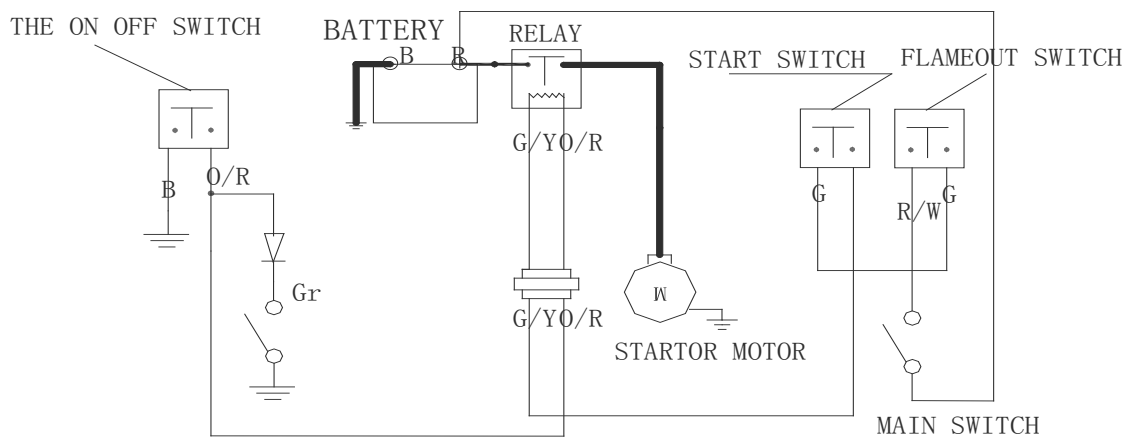 THE ON OFF SWITCH
BATTERY
RELAY
B
R
START SWITCH
FLAMEOUT SWITCH
G/YO/R
B
O/R
G
R/W
G
Gr
M
G/YO/R
STARTOR MOTOR
MAIN SWITCH